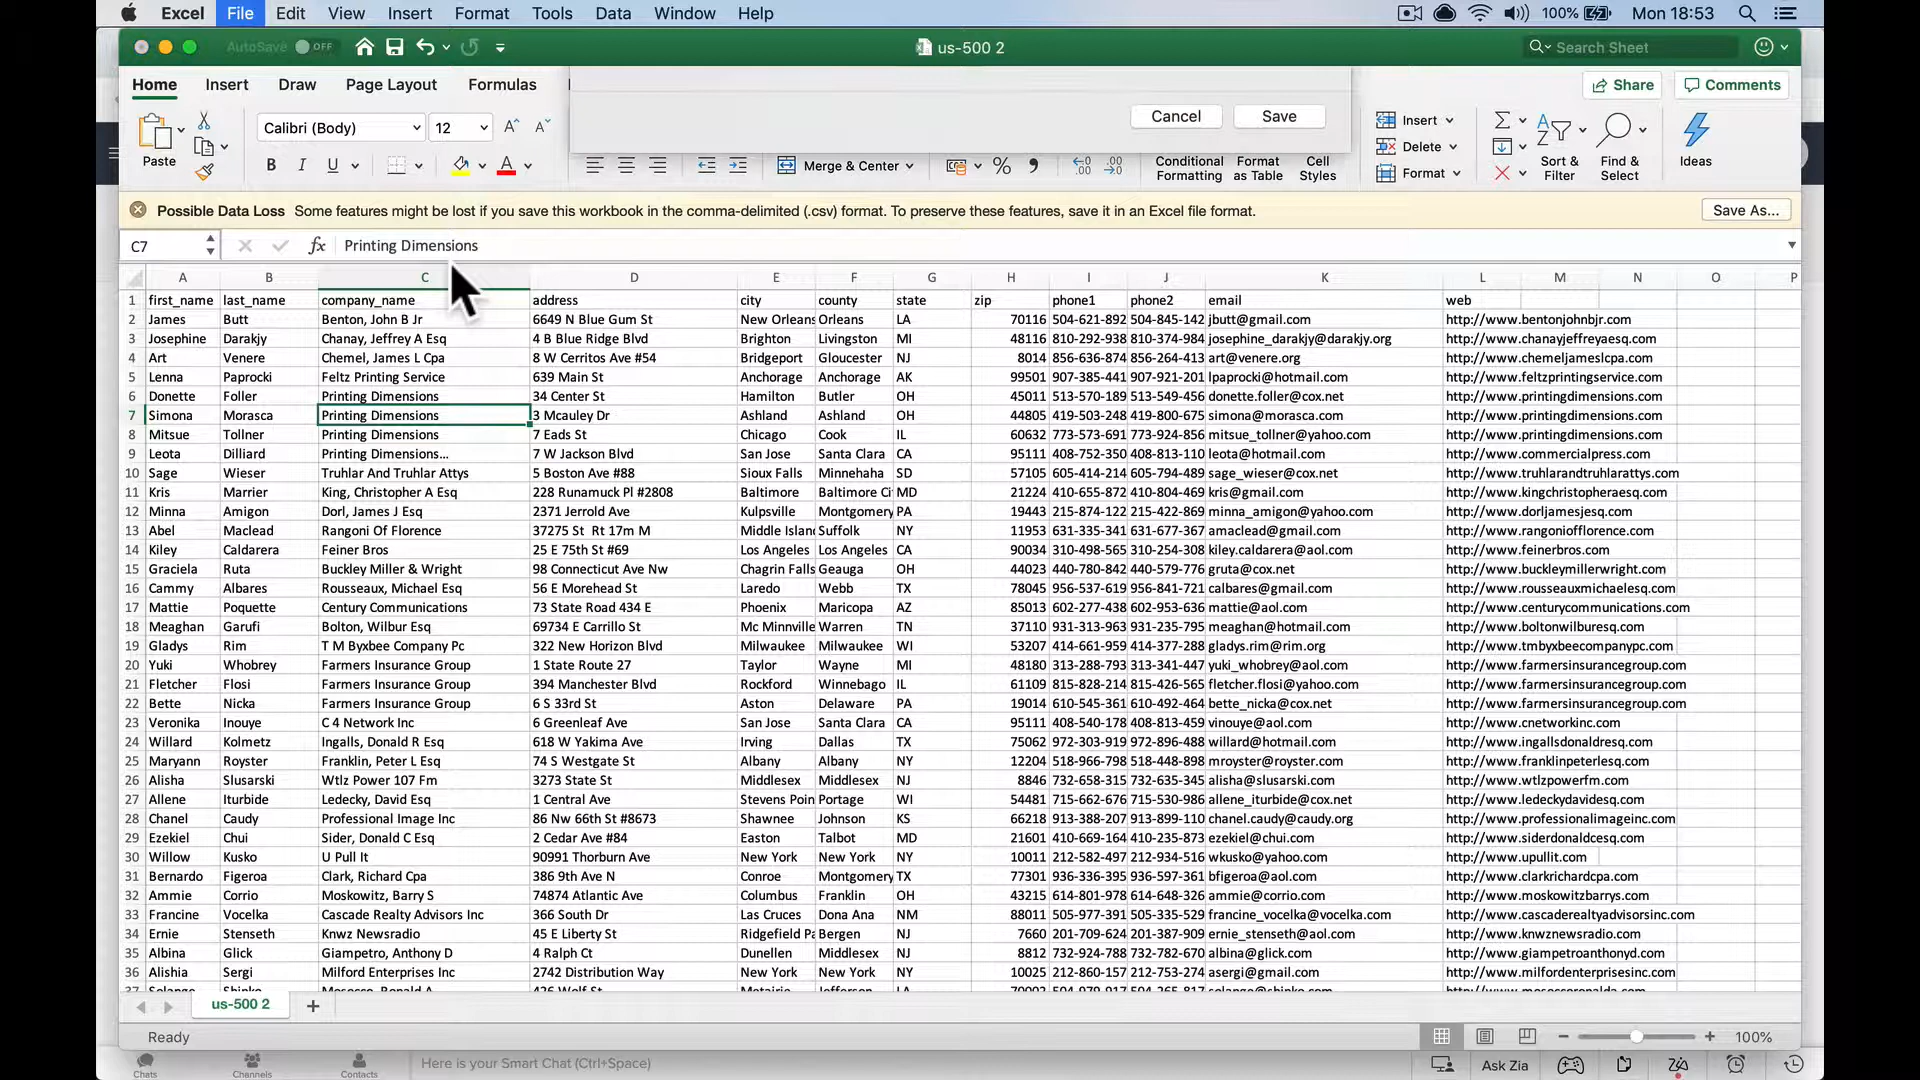 Excel File Edit View Insert Format Tools Data Window Help 100% Mon 18:53
AutoSave OFF us-500 2 Search Sheet
Home Insert Draw Page Layout Formulas Share Comments
Cancel Save
Paste Calibri (Body) 12 Merge & Center Conditional Formatting Format as Table Cell Styles Insert Delete Format Sort & Filter Find & Select Ideas
Possible Data Loss Some features might be lost if you save this workbook in the comma-delimited (.csv) format. To preserve these features, save it in an Excel file format. Save As...
C7 fx Printing Dimensions
A B C D E F G H I J K L M N O P
1 first_name last_name company_name address city county state zip phone1 phone2 email web
2 James Butt Benton, John B Jr 6649 N Blue Gum St New Orleans Orleans LA 70116 504-621-892 504-845-142 jbutt@gmail.com http://www.bentonjohnbjr.com
3 Josephine Darakjy Chanay, Jeffrey A Esq 4 B Blue Ridge Blvd Brighton Livingston MI 48116 810-292-938 810-374-984 josephine_darakjy@darakjy.org http://www.chanayjeffreyaesq.com
4 Art Venere Chemel, James L Cpa 8 W Cerritos Ave #54 Bridgeport Gloucester NJ 8014 856-636-874 856-264-413 art@venere.org http://www.chemeljameslcpa.com
5 Lenna Paprocki Feltz Printing Service 639 Main St Anchorage Anchorage AK 99501 907-385-441 907-921-201 lpaprocki@hotmail.com http://www.feltzprintingservice.com
6 Donette Foller Printing Dimensions 34 Center St Hamilton Butler OH 45011 513-570-189 513-549-456 donette.foller@cox.net http://www.printingdimensions.com
7 Simona Morasca Printing Dimensions 3 Mcauley Dr Ashland Ashland OH 44805 419-503-248 419-800-675 simona@morasca.com http://www.printingdimensions.com
8 Mitsue Tollner Printing Dimensions 7 Eads St Chicago Cook IL 60632 773-573-691 773-924-856 mitsue_tollner@yahoo.com http://www.printingdimensions.com
9 Leota Dilliard Printing Dimensions... 7 W Jackson Blvd San Jose Santa Clara CA 95111 408-752-350 408-813-110 leota@hotmail.com http://www.commercialpress.com
10 Sage Wieser Truhlar And Truhlar Attys 5 Boston Ave #88 Sioux Falls Minnehaha SD 57105 605-414-214 605-794-489 sage_wieser@cox.net http://www.truhlarandtruhlarattys.com
11 Kris Marrier King, Christopher A Esq 228 Runamuck Pl #2808 Baltimore Baltimore Ci MD 21224 410-655-872 410-804-469 kris@gmail.com http://www.kingchristopheraesq.com
12 Minna Amigon Dorl, James J Esq 2371 Jerrold Ave Kulpsville Montgomery PA 19443 215-874-122 215-422-869 minna_amigon@yahoo.com http://www.dorljamesjesq.com
13 Abel Maclead Rangoni Of Florence 37275 St Rt 17m M Middle Island Suffolk NY 11953 631-335-341 631-677-367 amaclead@gmail.com http://www.rangoniofflorence.com
14 Kiley Caldarera Feiner Bros 25 E 75th St #69 Los Angeles Los Angeles CA 90034 310-498-565 310-254-308 kiley.caldarera@aol.com http://www.feinerbros.com
15 Graciela Ruta Buckley Miller & Wright 98 Connecticut Ave Nw Chagrin Falls Geauga OH 44023 440-780-842 440-579-776 gruta@cox.net http://www.buckleymillerwright.com
16 Cammy Albares Rousseaux, Michael Esq 56 E Morehead St Laredo Webb TX 78045 956-537-619 956-841-721 calbares@gmail.com http://www.rousseauxmichaelesq.com
17 Mattie Poquette Century Communications 73 State Road 434 E Phoenix Maricopa AZ 85013 602-277-438 602-953-636 mattie@aol.com http://www.centurycommunications.com
18 Meaghan Garufi Bolton, Wilbur Esq 69734 E Carrillo St Mc Minnville Warren TN 37110 931-313-963 931-235-795 meaghan@hotmail.com http://www.boltonwilburesq.com
19 Gladys Rim T M Byxbee Company Pc 322 New Horizon Blvd Milwaukee Milwaukee WI 53207 414-661-959 414-377-288 gladys.rim@rim.org http://www.tmbyxbeecompanypc.com
20 Yuki Whobrey Farmers Insurance Group 1 State Route 27 Taylor Wayne MI 48180 313-288-793 313-341-447 yuki_whobrey@aol.com http://www.farmersinsurancegroup.com
21 Fletcher Flosi Farmers Insurance Group 394 Manchester Blvd Rockford Winnebago IL 61109 815-828-214 815-426-565 fletcher.flosi@yahoo.com http://www.farmersinsurancegroup.com
22 Bette Nicka Farmers Insurance Group 6 S 33rd St Aston Delaware PA 19014 610-545-361 610-492-464 bette_nicka@cox.net http://www.farmersinsurancegroup.com
23 Veronika Inouye C 4 Network Inc 6 Greenleaf Ave San Jose Santa Clara CA 95111 408-540-178 408-813-459 vinouye@aol.com http://www.cnetworkinc.com
24 Willard Kolmetz Ingalls, Donald R Esq 618 W Yakima Ave Irving Dallas TX 75062 972-303-919 972-896-488 willard@hotmail.com http://www.ingallsdonaldresq.com
25 Maryann Royster Franklin, Peter L Esq 74 S Westgate St Albany Albany NY 12204 518-966-798 518-448-898 mroyster@royster.com http://www.franklinpeterlesq.com
26 Alisha Slusarski Wtlz Power 107 Fm 3273 State St Middlesex Middlesex NJ 8846 732-658-315 732-635-345 alisha@slusarski.com http://www.wtlzpowerfm.com
27 Allene Iturbide Ledecky, David Esq 1 Central Ave Stevens Poin Portage WI 54481 715-662-676 715-530-986 allene_iturbide@cox.net http://www.ledeckydavidesq.com
28 Chanel Caudy Professional Image Inc 86 Nw 66th St #8673 Shawnee Johnson KS 66218 913-388-207 913-899-110 chanel.caudy@caudy.org http://www.professionalimageinc.com
29 Ezekiel Chui Sider, Donald C Esq 2 Cedar Ave #84 Easton Talbot MD 21601 410-669-164 410-235-873 ezekiel@chui.com http://www.siderdonaldcesq.com
30 Willow Kusko U Pull It 90991 Thorburn Ave New York New York NY 10011 212-582-497 212-934-516 wkusko@yahoo.com http://www.upullit.com
31 Bernardo Figeroa Clark, Richard Cpa 386 9th Ave N Conroe Montgomery TX 77301 936-336-395 936-597-361 bfigeroa@aol.com http://www.clarkrichardcpa.com
32 Ammie Corrio Moskowitz, Barry S 74874 Atlantic Ave Columbus Franklin OH 43215 614-801-978 614-648-326 ammie@corrio.com http://www.moskowitzbarrys.com
33 Francine Vocelka Cascade Realty Advisors Inc 366 South Dr Las Cruces Dona Ana NM 88011 505-977-391 505-335-529 francine_vocelka@vocelka.com http://www.cascaderealtyadvisorsinc.com
34 Ernie Stenseth Knwz Newsradio 45 E Liberty St Ridgefield Pa Bergen NJ 7660 201-709-624 201-387-909 ernie_stenseth@aol.com http://www.knwznewsradio.com
35 Albina Glick Giampetro, Anthony D 4 Ralph Ct Dunellen Middlesex NJ 8812 732-924-788 732-782-670 albina@glick.com http://www.giampetroanthonyd.com
36 Alishia Sergi Milford Enterprises Inc 2742 Distribution Way New York New York NY 10025 212-860-157 212-753-274 asergi@gmail.com http://www.milfordenterprisesinc.com
us-500 2
Ready 100%
Chats Channels Contacts Here is your Smart Chat (Ctrl+Space) Ask Zia